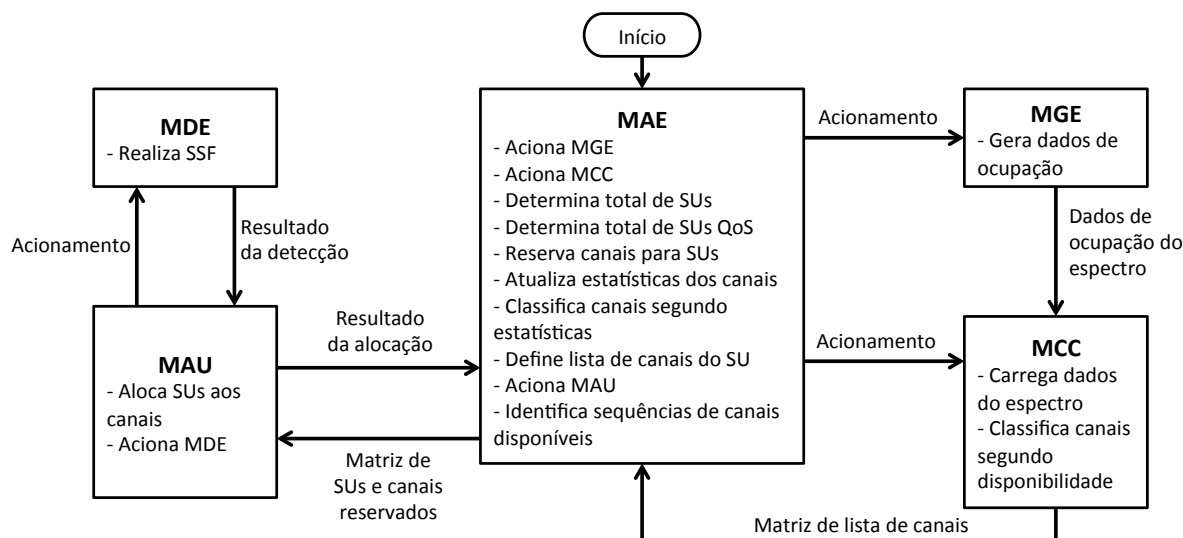 Início
MDE
- Realiza SSF
Acionamento
Resultado
da detecção
MAU
- Aloca SUs aos
canais
- Aciona MDE
Resultado
da alocação
Matriz de
SUs e canais
reservados
MAE
- Aciona MGE
- Aciona MCC
- Determina total de SUs
- Determina total de SUs QoS
- Reserva canais para SUs
- Atualiza estatísticas dos canais
- Classifica canais segundo
estatísticas
- Define lista de canais do SU
- Aciona MAU
- Identifica sequências de canais
disponíveis
Acionamento
MGE
- Gera dados de
ocupação
Dados de
ocupação do
espectro
Acionamento
MCC
- Carrega dados
do espectro
- Classifica canais
segundo
disponibilidade
Matriz de lista de canais